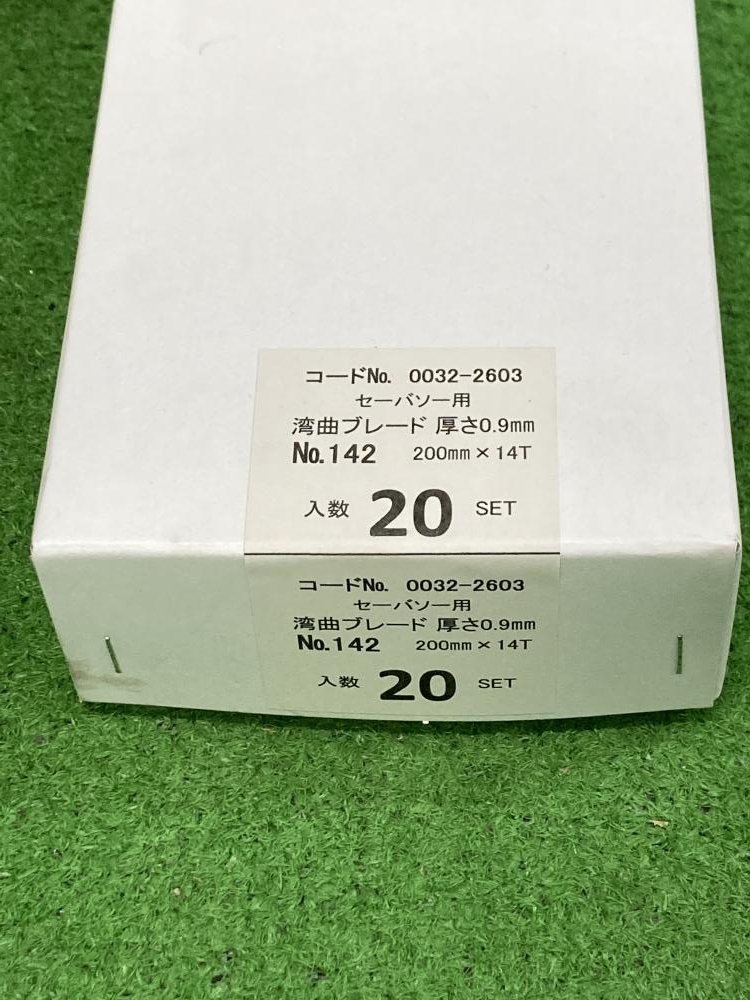 コードNo. 0032-2603
セーバソー用
湾曲ブレード 厚さ0.9mm
No.142 200mm×14T
入数 20 SET
コードNo. 0032-2603
セーバソー用
湾曲ブレード 厚さ0.9mm
No.142 200mm×14T
入数 20 SET